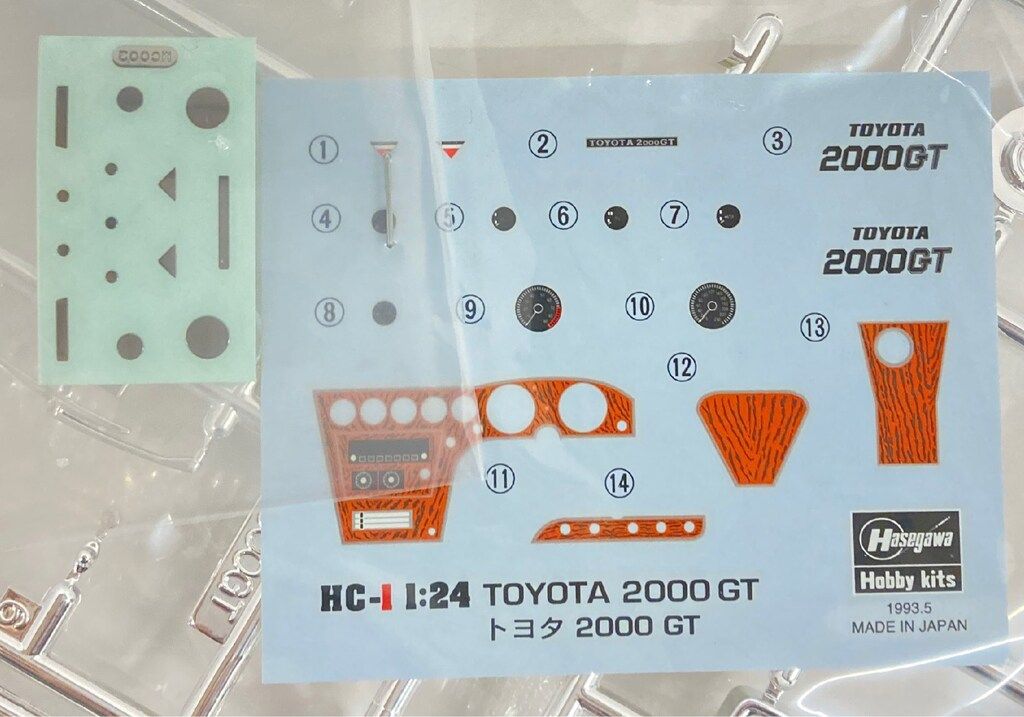 ① ② TOYOTA 2000GT ③ TOYOTA
2000GT
④ ⑤ ⑥ ⑦ TOYOTA
2000GT
⑧ ⑨ ⑩
⑬
⑫
⑪ ⑭
Hasegawa
Hobby kits
HC-1 1:24 TOYOTA 2000 GT
トヨタ 2000 GT
1993.5
MADE IN JAPAN